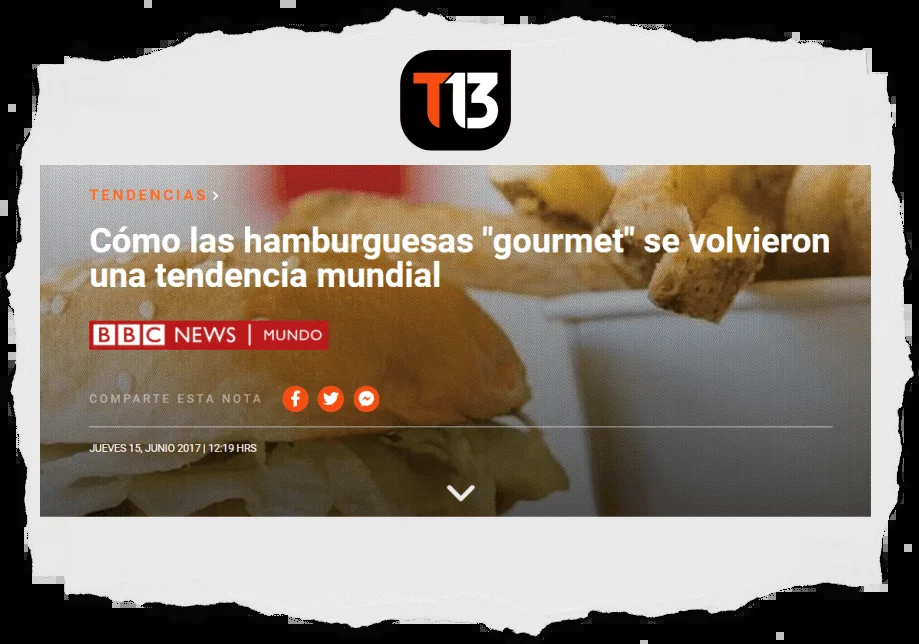 T13
TENDENCIAS >
Cómo las hamburguesas "gourmet" se volvieron
una tendencia mundial
BBC NEWS | MUNDO
COMPARTE ESTA NOTA
JUEVES 15, JUNIO 2017 | 12:19 HRS